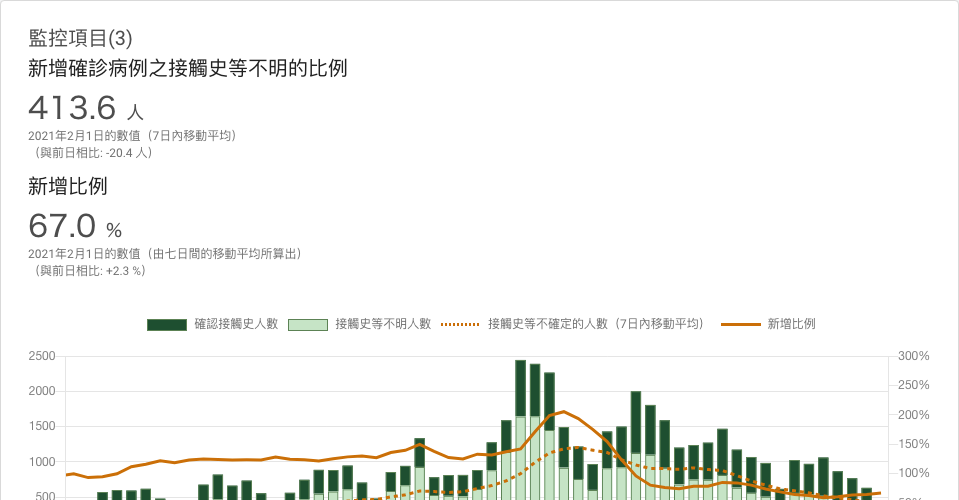 監控項目(3)
新增確診病例之接觸史等不明的比例
413.6 人
2021年2月1日的數值（7日內移動平均）
（與前日相比: -20.4 人）
新增比例
67.0 %
2021年2月1日的數值（由七日間的移動平均所算出）
（與前日相比: +2.3 %）
確認接觸史人數 接觸史等不明人數 接觸史等不確定的人數（7日內移動平均） 新增比例
2500 300%
250%
2000
200%
1500
150%
1000
100%
500